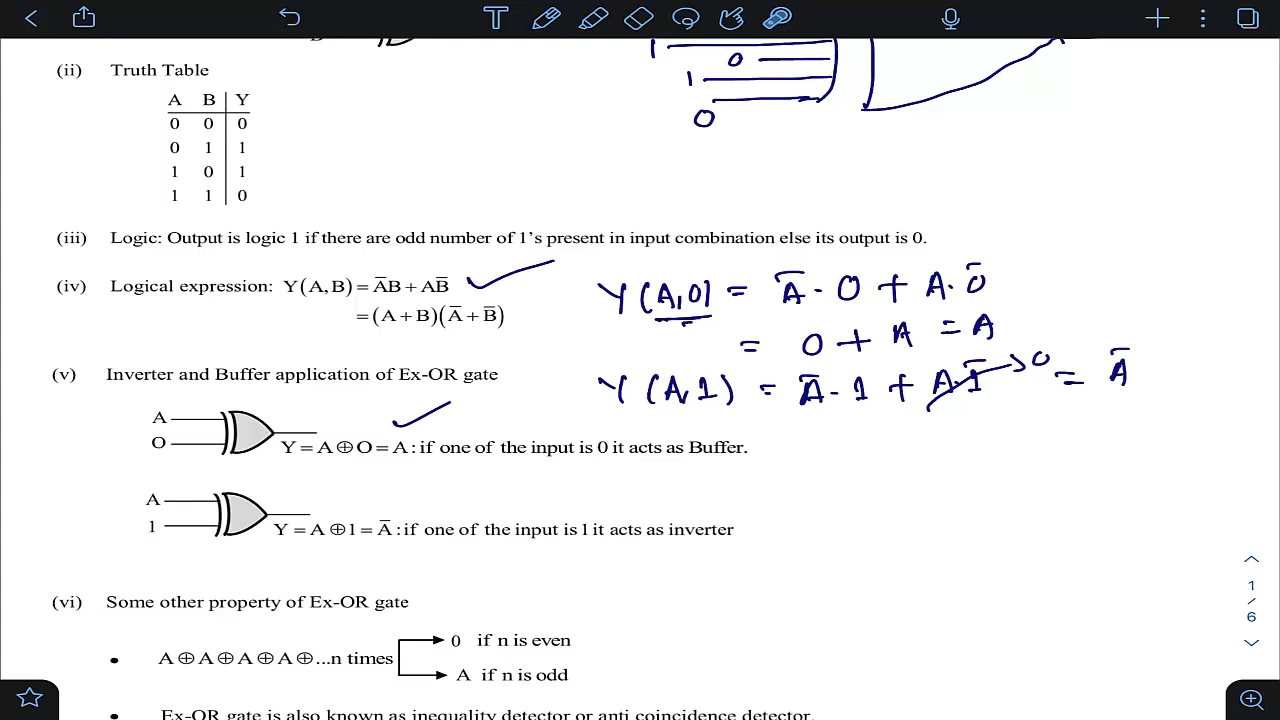 1
0
1
0
(ii) Truth Table
A B Y
0 0 0
0 1 1
1 0 1
1 1 0
(iii) Logic: Output is logic 1 if there are odd number of 1's present in input combination else its output is 0.
(iv) Logical expression: Y(A,B) = A̅B + AB̅
= (A + B)(A̅ + B̅)
Y(A,0) = A̅·0 + A·0̅
= 0 + A = A
Y(A,1) = A̅·1 + A·1̅ → 0 = A̅
(v) Inverter and Buffer application of Ex-OR gate
A
O
Y = A ⊕ O = A : if one of the input is 0 it acts as Buffer.
A
1
Y = A ⊕ 1 = A̅ : if one of the input is 1 it acts as inverter
(vi) Some other property of Ex-OR gate
• A ⊕ A ⊕ A ⊕ A ⊕ ...n times
0 if n is even
A if n is odd
• Ex-OR gate is also known as inequality detector or anti coincidence detector.
T
1
/
6